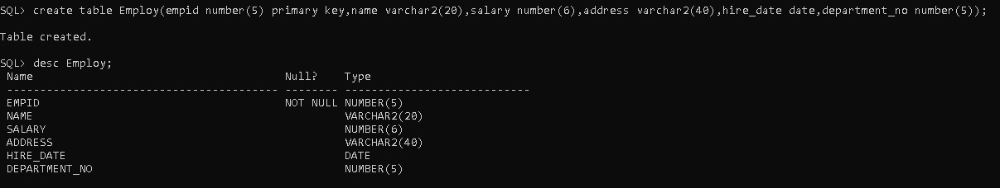 SQL> create table Employ(empid number(5) primary key,name varchar2(20),salary number(6),address varchar2(40),hire_date date,department_no number(5));
Table created.
SQL> desc Employ;
Name Null? Type
----------------------------------------- -------- ----------------------------
EMPID NOT NULL NUMBER(5)
NAME VARCHAR2(20)
SALARY NUMBER(6)
ADDRESS VARCHAR2(40)
HIRE_DATE DATE
DEPARTMENT_NO NUMBER(5)